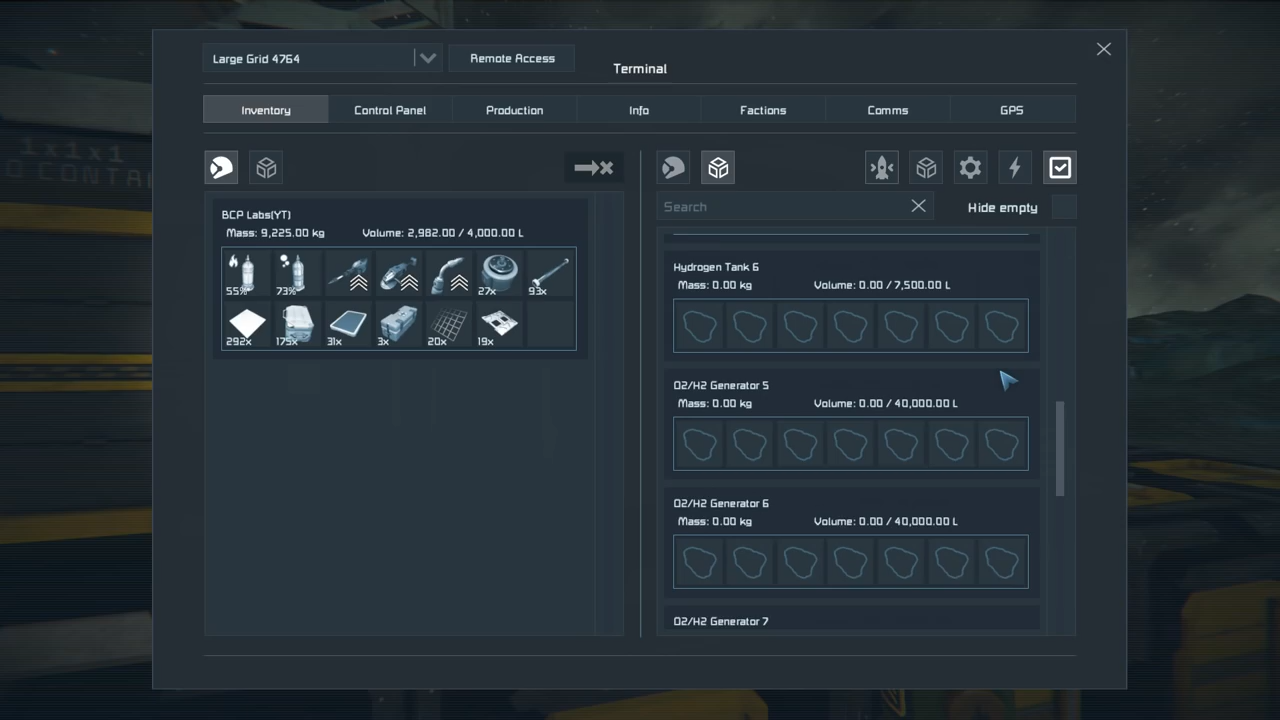 Large Grid 4764
Remote Access
Terminal
Inventory
Control Panel
Production
Info
Factions
Comms
GPS
1x1x1
Search
Hide empty
BCP Labs(YT)
Mass: 9,225.00 kg
Volume: 2,982.00 / 4,000.00 L
55%
73%
27x
93x
292x
175x
31x
3x
20x
19x
Hydrogen Tank 6
Mass: 0.00 kg
Volume: 0.00 / 7,500.00 L
O2/H2 Generator 5
Mass: 0.00 kg
Volume: 0.00 / 40,000.00 L
O2/H2 Generator 6
Mass: 0.00 kg
Volume: 0.00 / 40,000.00 L
O2/H2 Generator 7